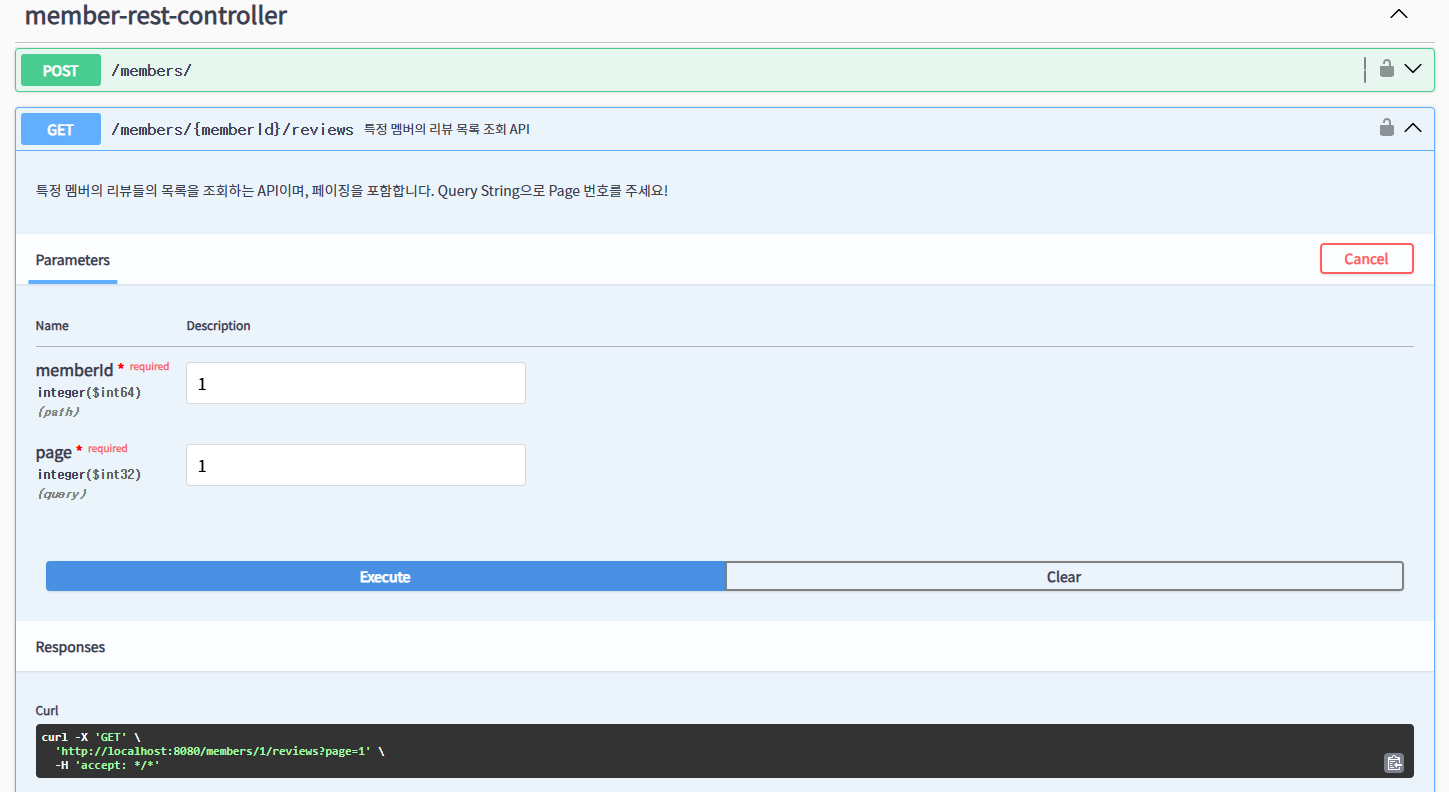 member-rest-controller
POST /members/
GET /members/{memberId}/reviews 특정 멤버의 리뷰 목록 조회 API
특정 멤버의 리뷰들의 목록을 조회하는 API이며, 페이징을 포함합니다. Query String으로 Page 번호를 주세요!
Parameters
Cancel
Name Description
memberId * required
1
integer($int64)
(path)
page * required
1
integer($int32)
(query)
Execute Clear
Responses
Curl
curl -X 'GET' \
'http://localhost:8080/members/1/reviews?page=1' \
-H 'accept: */*'